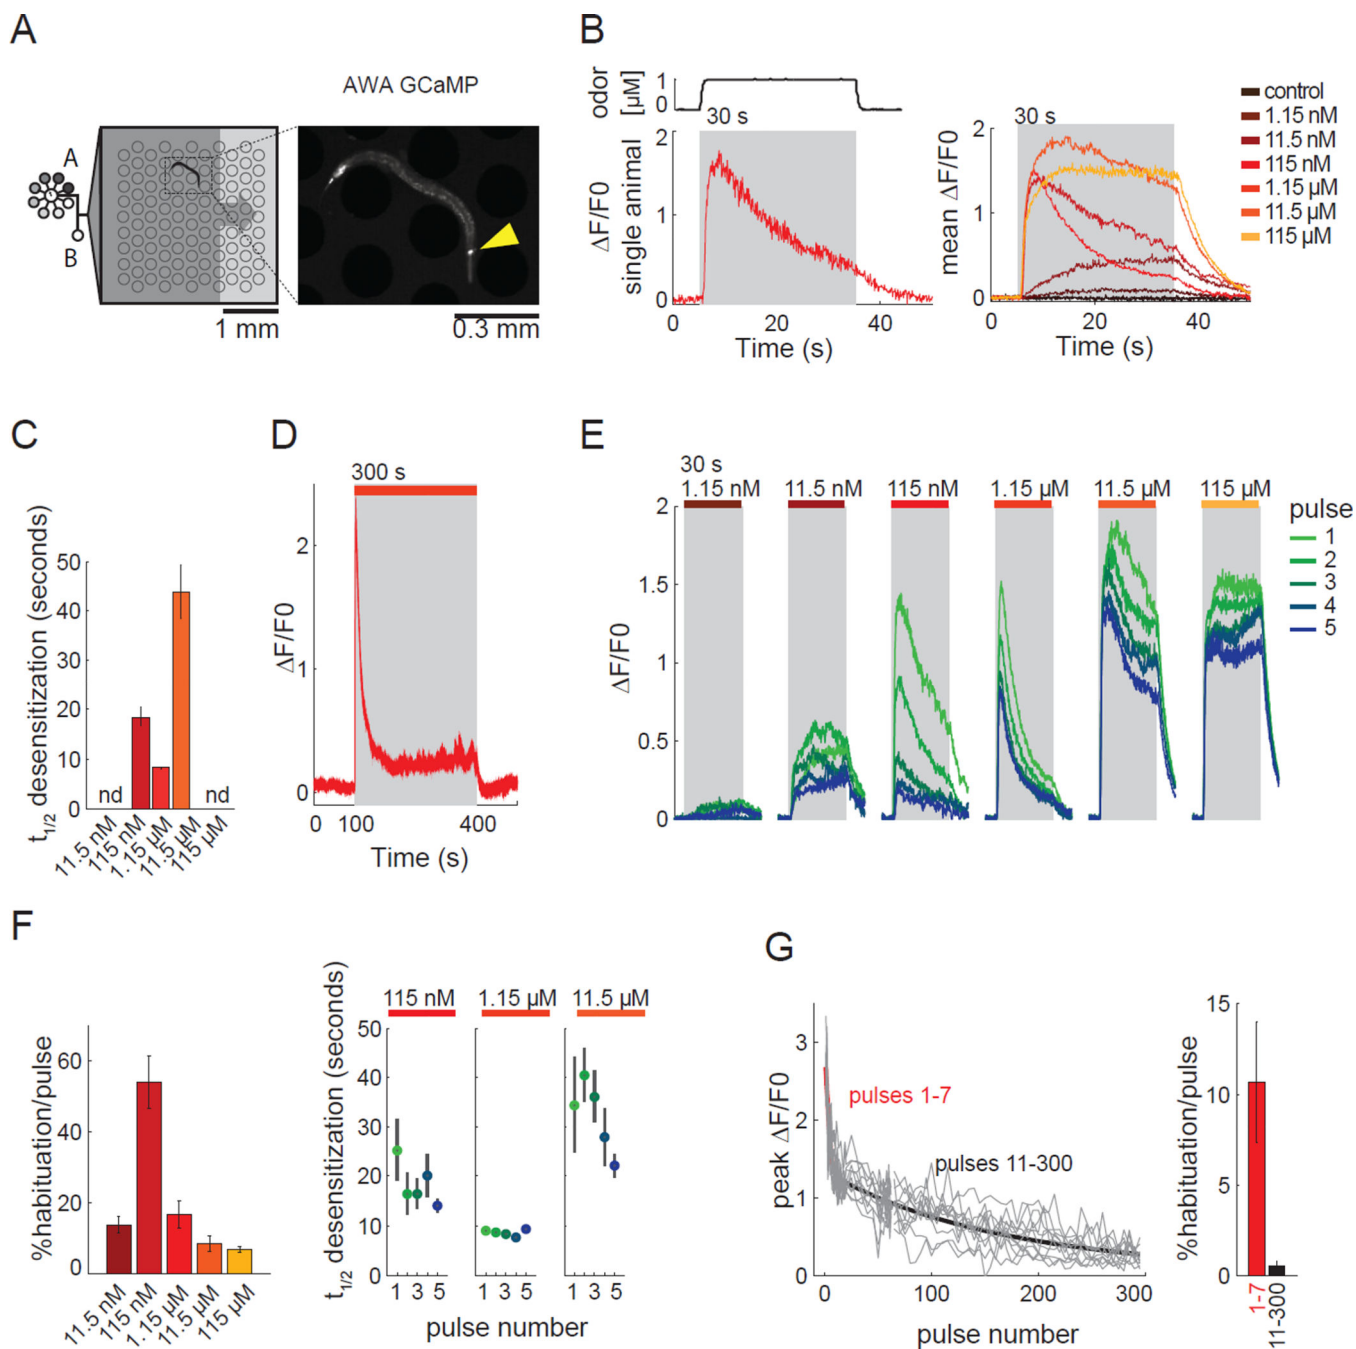 A
AWA GCaMP
A
B
1 mm
0.3 mm
B
odor
[µM]
1
0
30 s
ΔF/F0
single animal
2
1
0
0
20
40
Time (s)
30 s
mean ΔF/F0
2
1
0
0
20
40
Time (s)
control
1.15 nM
11.5 nM
115 nM
1.15 µM
11.5 µM
115 µM
C
t1/2 desensitization (seconds)
50
40
30
20
10
0
nd
nd
11.5 nM
115 nM
1.15 µM
11.5 µM
115 µM
D
300 s
ΔF/F0
2
1
0
0
100
400
Time (s)
E
30 s
1.15 nM
11.5 nM
115 nM
1.15 µM
11.5 µM
115 µM
ΔF/F0
2
1.5
1
0.5
0
pulse
1
2
3
4
5
F
%habituation/pulse
60
40
20
0
11.5 nM
115 nM
1.15 µM
11.5 µM
115 µM
t1/2 desensitization (seconds)
115 nM
1.15 µM
11.5 µM
50
40
30
20
10
0
1 3 5
1 3 5
1 3 5
pulse number
G
peak ΔF/F0
3
2
1
0
pulses 1-7
pulses 11-300
0
100
200
300
pulse number
%habituation/pulse
15
10
5
0
1-7
11-300